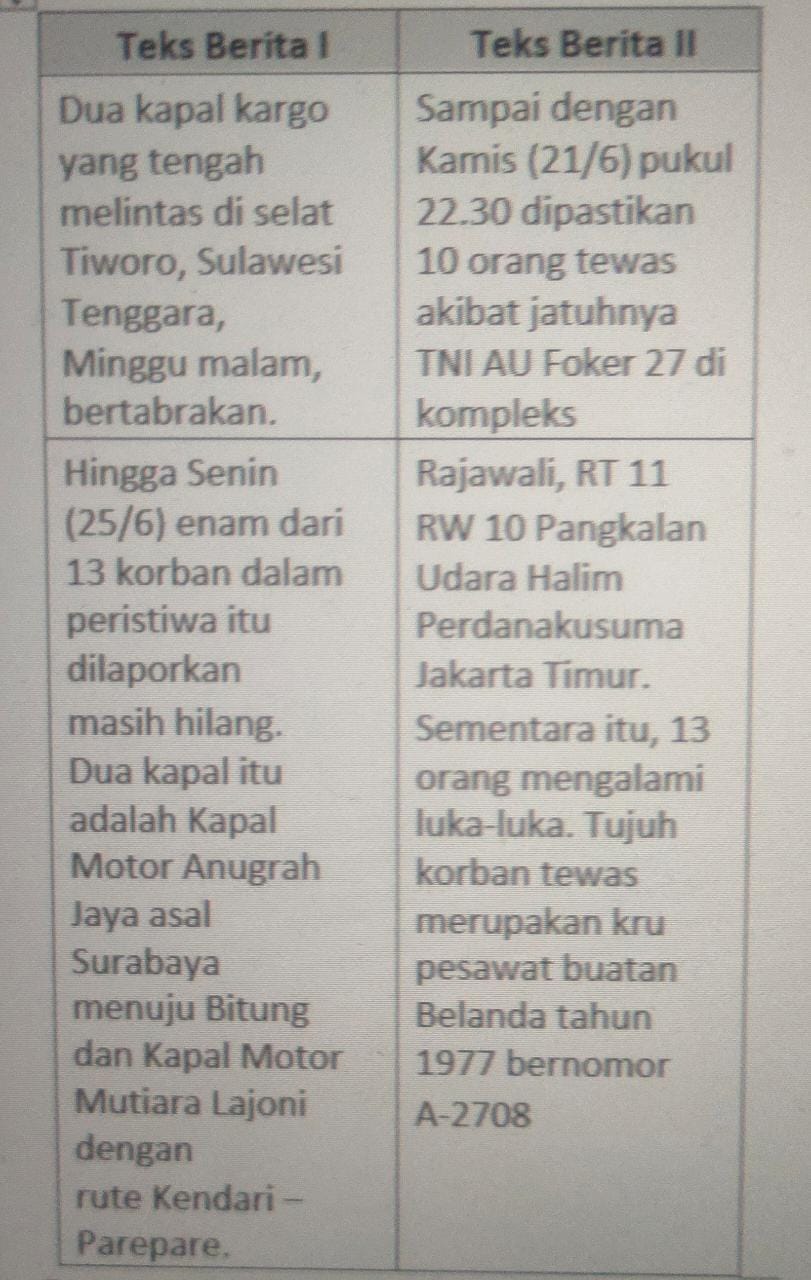 Teks Berita I
Teks Berita II
Dua kapal kargo
yang tengah
melintas di selat
Tiworo, Sulawesi
Tenggara,
Minggu malam,
bertabrakan.
Sampai dengan
Kamis (21/6) pukul
22.30 dipastikan
10 orang tewas
akibat jatuhnya
TNI AU Foker 27 di
kompleks
Hingga Senin
(25/6) enam dari
13 korban dalam
peristiwa itu
dilaporkan
masih hilang.
Dua kapal itu
adalah Kapal
Motor Anugrah
Jaya asal
Surabaya
menuju Bitung
dan Kapal Motor
Mutiara Lajoni
dengan
rute Kendari –
Parepare.
Rajawali, RT 11
RW 10 Pangkalan
Udara Halim
Perdanakusuma
Jakarta Timur.
Sementara itu, 13
orang mengalami
luka-luka. Tujuh
korban tewas
merupakan kru
pesawat buatan
Belanda tahun
1977 bernomor
A-2708